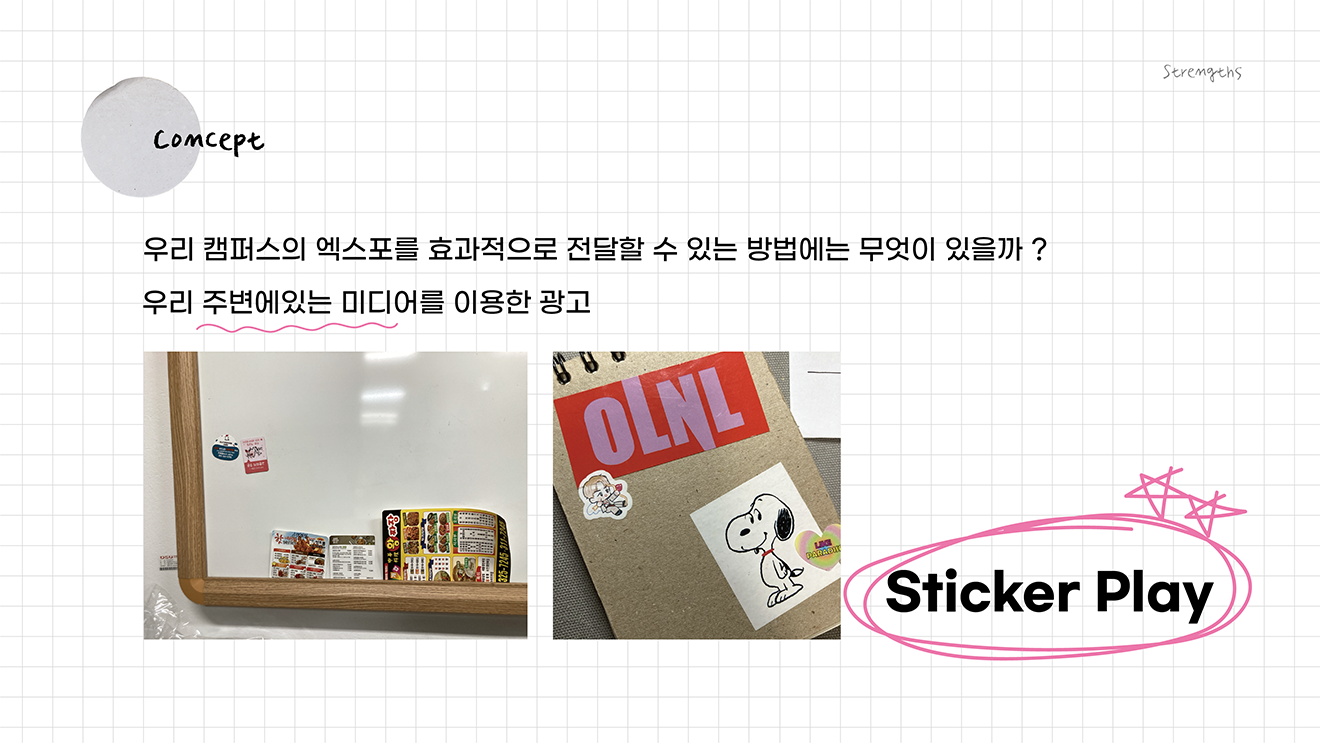 Strengths
Concept
우리 캠퍼스의 엑스포를 효과적으로 전달할 수 있는 방법에는 무엇이 있을까 ?
우리 주변에있는 미디어를 이용한 광고
OLNL
Sticker Play